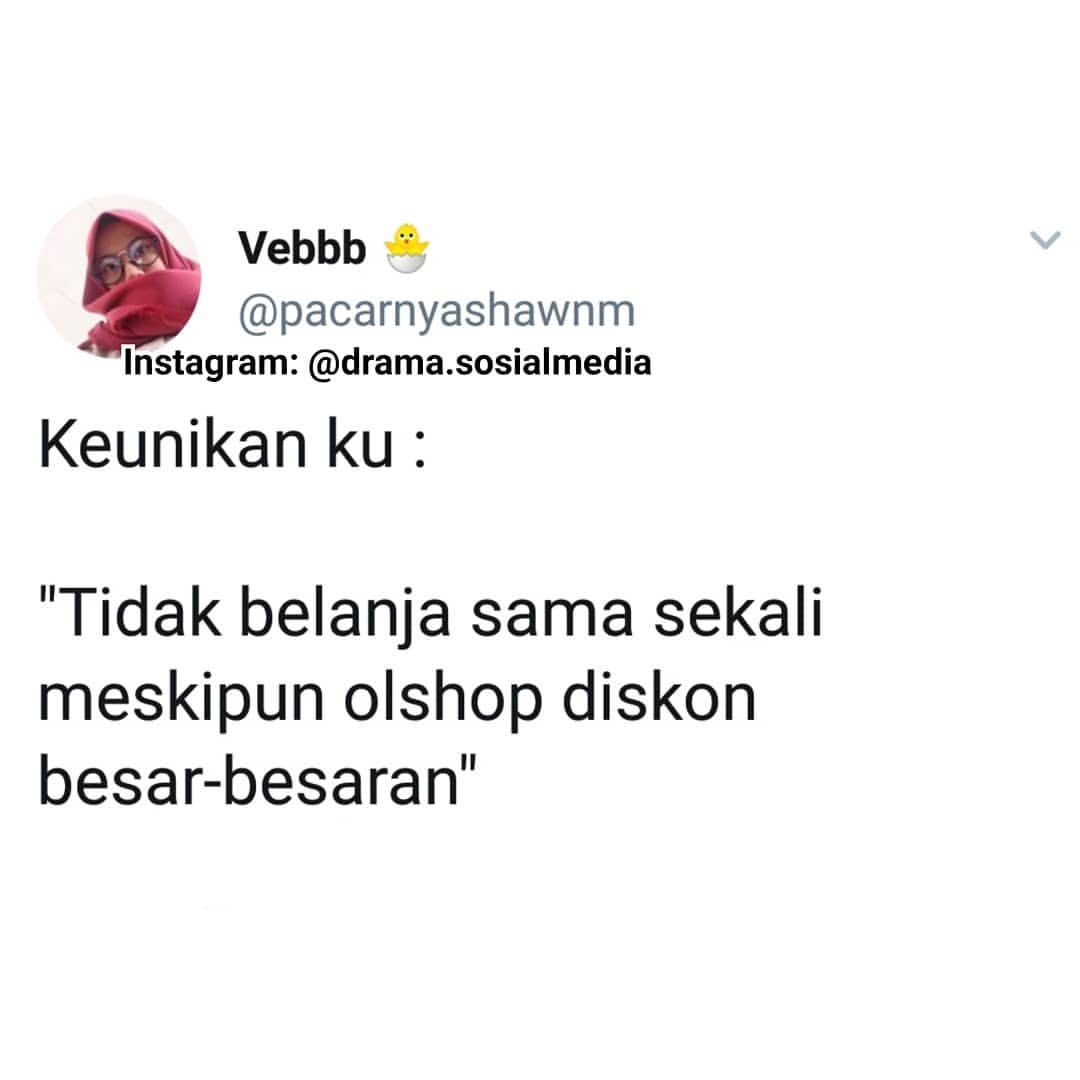 Vebbb 🐣
@pacarnyashawnm
Instagram: @drama.sosialmedia
Keunikan ku :
"Tidak belanja sama sekali
meskipun olshop diskon
besar-besaran"